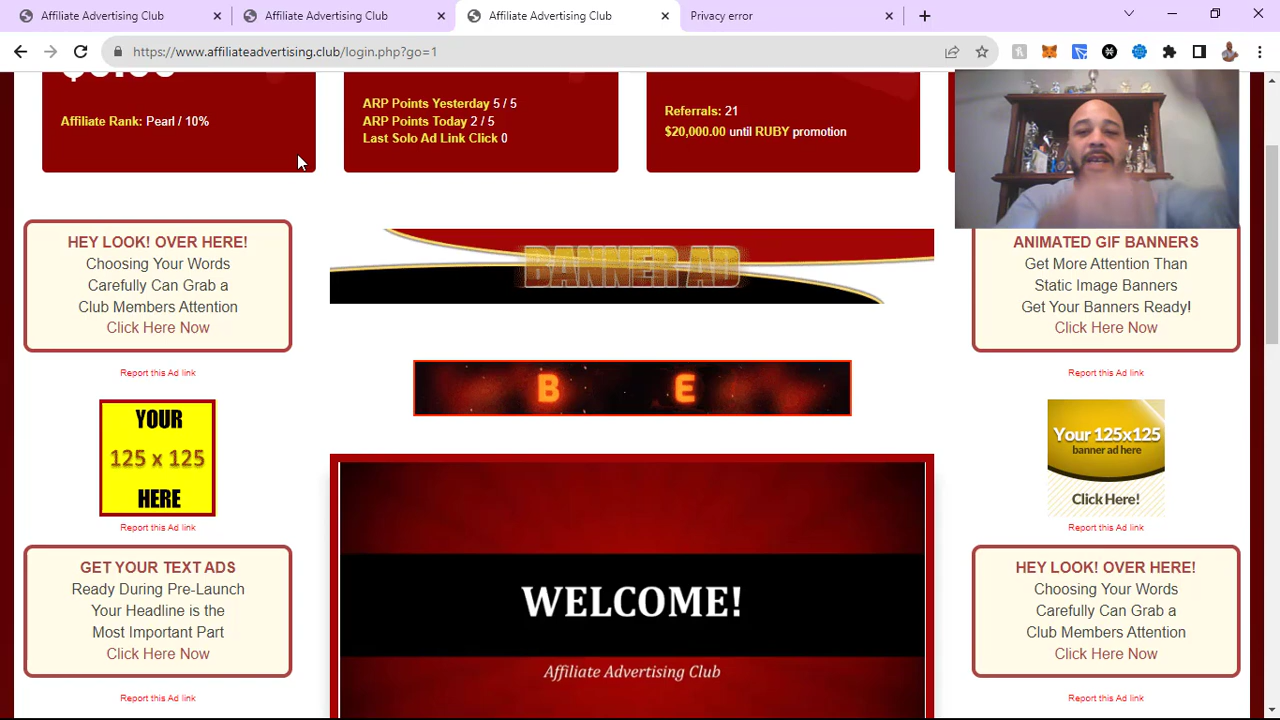 Affiliate Advertising Club
Affiliate Advertising Club
Affiliate Advertising Club
Privacy error
https://www.affiliateadvertising.club/login.php?go=1
Affiliate Rank: Pearl / 10%
ARP Points Yesterday 5 / 5
ARP Points Today 2 / 5
Last Solo Ad Link Click 0
Referrals: 21
$20,000.00 until RUBY promotion
HEY LOOK! OVER HERE!
Choosing Your Words
Carefully Can Grab a
Club Members Attention
Click Here Now
Report this Ad link
YOUR
125 x 125
HERE
Report this Ad link
GET YOUR TEXT ADS
Ready During Pre-Launch
Your Headline is the
Most Important Part
Click Here Now
Report this Ad link
BANNER AD
B E
WELCOME!
Affiliate Advertising Club
ANIMATED GIF BANNERS
Get More Attention Than
Static Image Banners
Get Your Banners Ready!
Click Here Now
Report this Ad link
Your 125x125
banner ad here
Click Here!
Report this Ad link
HEY LOOK! OVER HERE!
Choosing Your Words
Carefully Can Grab a
Club Members Attention
Click Here Now
Report this Ad link